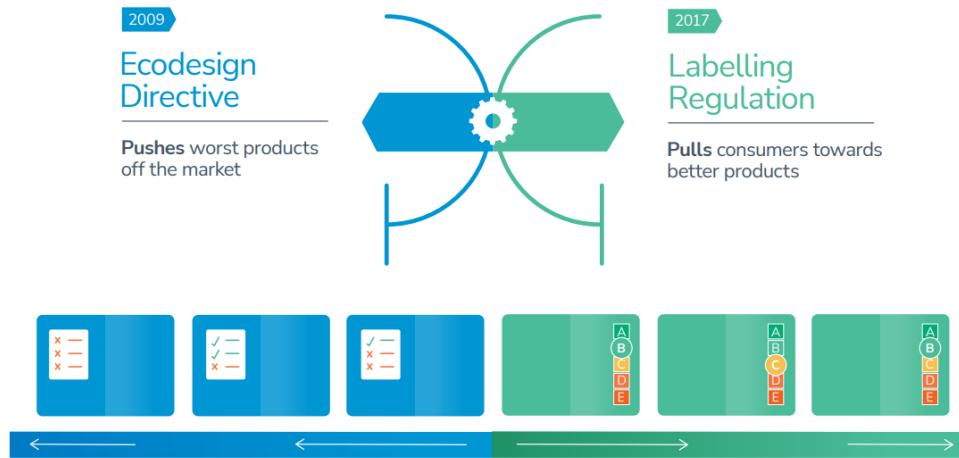 2009
Ecodesign
Directive
Pushes worst products
off the market
2017
Labelling
Regulation
Pulls consumers towards
better products
x
x
x
✓
✓
x
✓
x
x
A
B
C
D
E
A
B
C
D
E
A
B
C
D
E